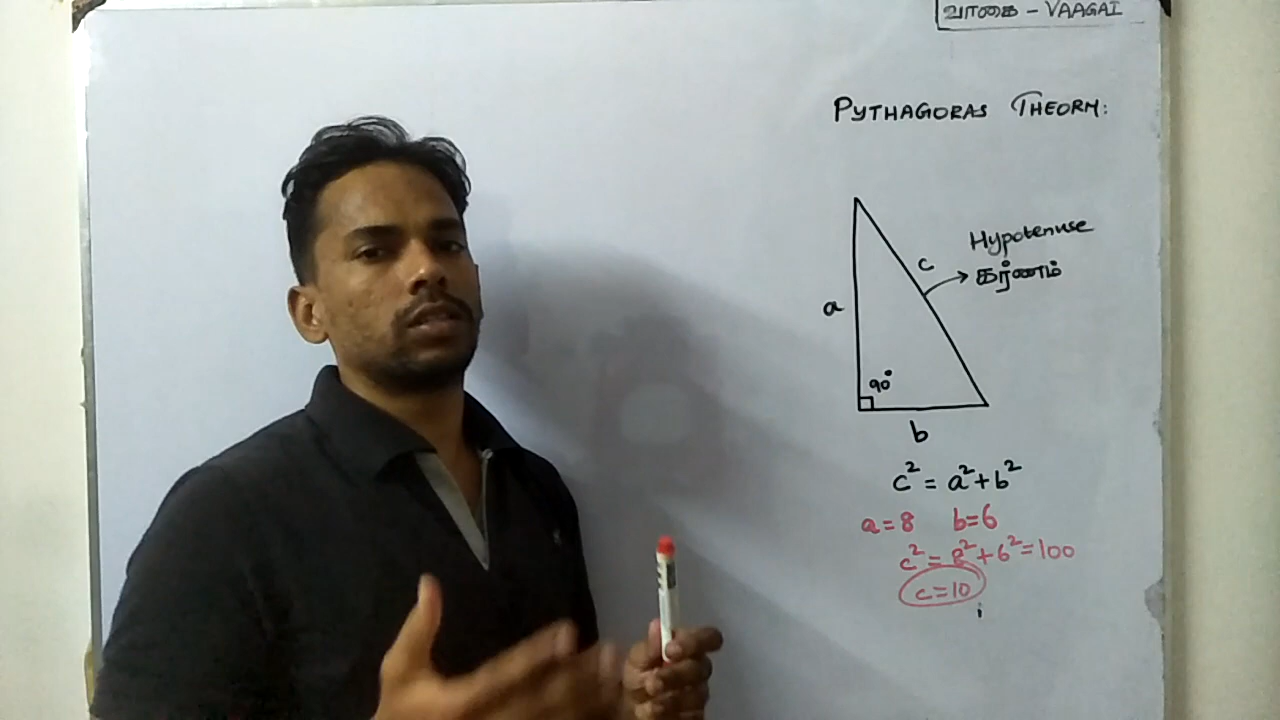 வாகை - VAAGAI
PYTHAGORAS THEORM:
Hypotenuse
கர்ணம்
c
a
90°
b
c² = a² + b²
a = 8 b = 6
c² = 8² + 6² = 100
c = 10